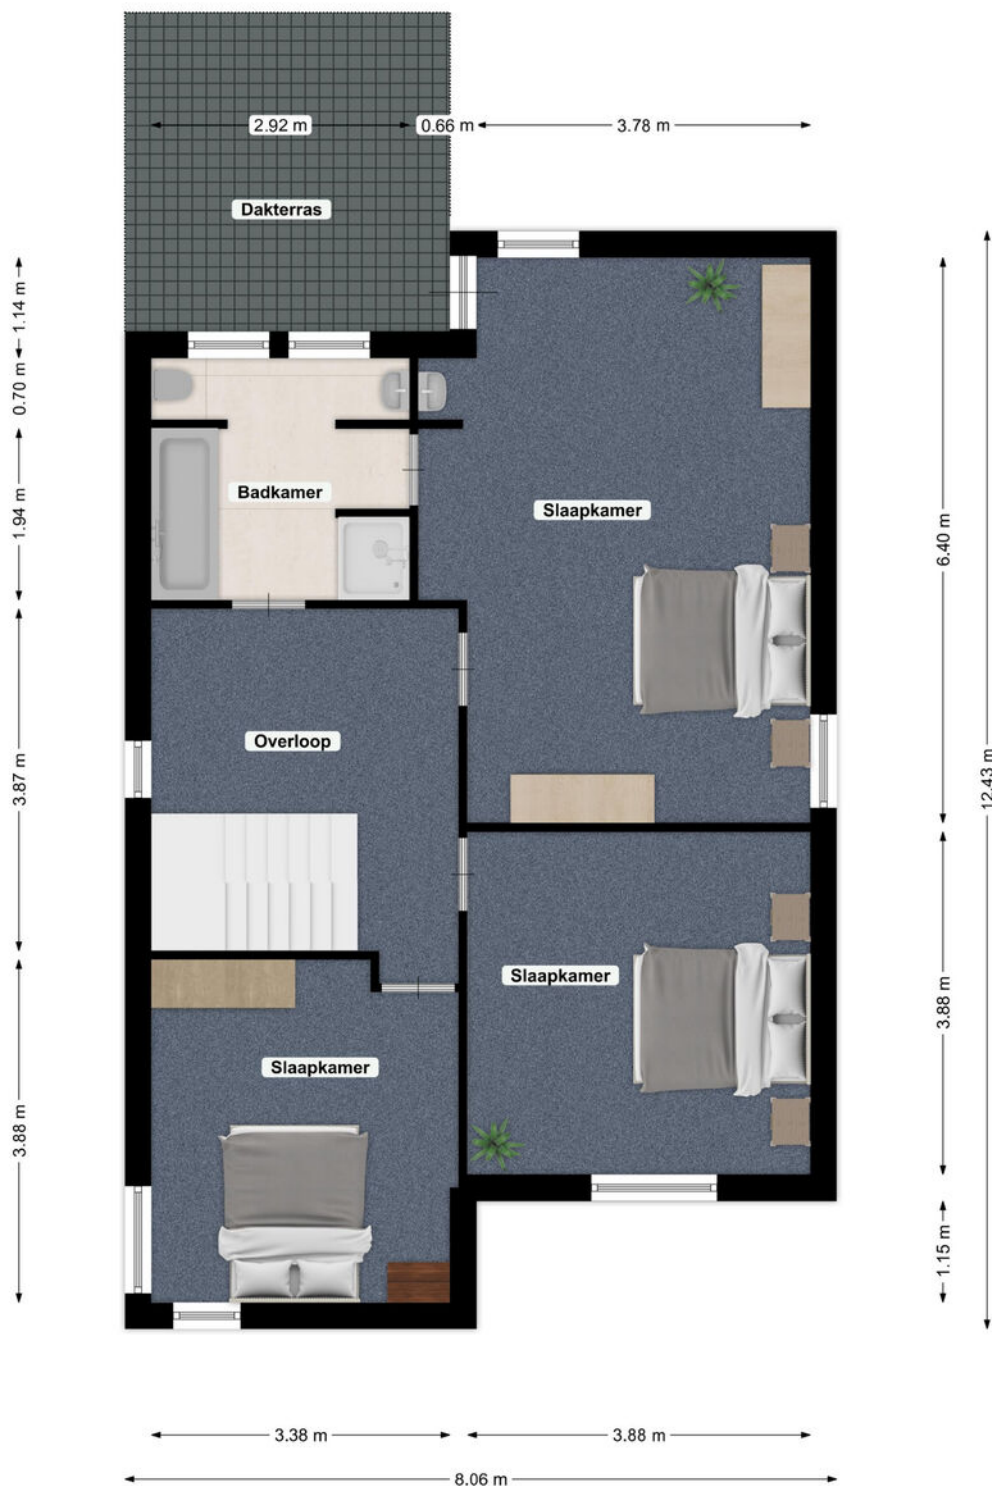 2.92 m
0.66 m
3.78 m
Dakterras
1.14 m
0.70 m
1.94 m
3.87 m
3.88 m
Badkamer
Slaapkamer
Overloop
Slaapkamer
Slaapkamer
6.40 m
3.88 m
1.15 m
12.43 m
3.38 m
3.88 m
8.06 m